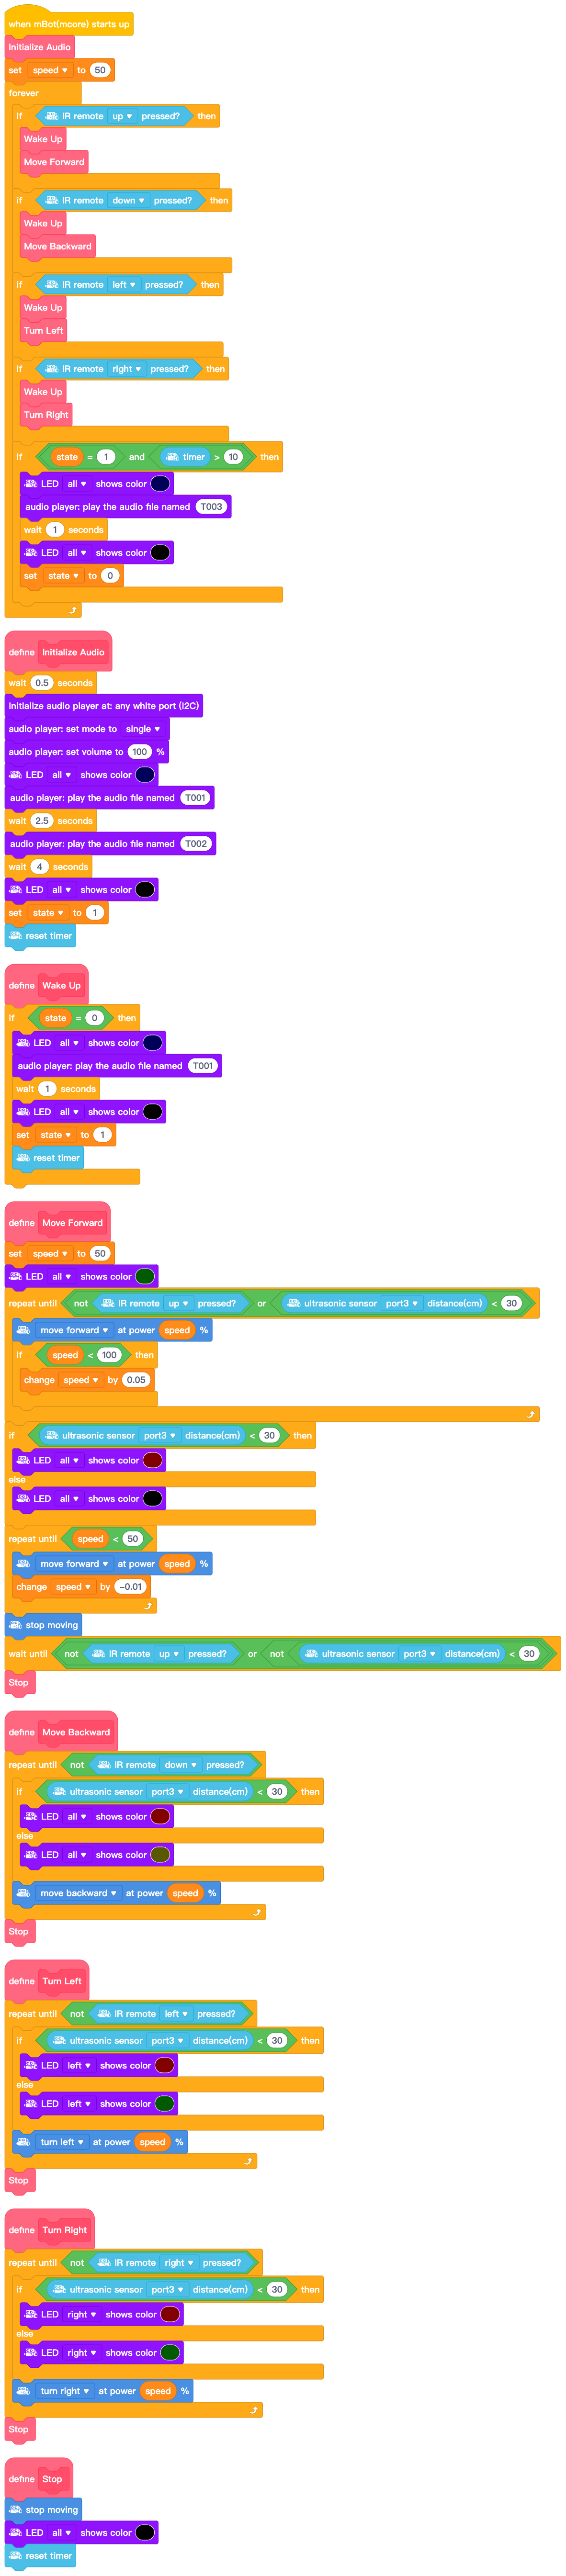 when mBot(mcore) starts up
Initialize Audio
set speed to 50
forever
if IR remote up pressed? then
Wake Up
Move Forward
if IR remote down pressed? then
Wake Up
Move Backward
if IR remote left pressed? then
Wake Up
Turn Left
if IR remote right pressed? then
Wake Up
Turn Right
if state = 1 and timer > 10 then
LED all shows color
audio player: play the audio file named T003
wait 1 seconds
LED all shows color
set state to 0
define Initialize Audio
wait 0.5 seconds
initialize audio player at: any white port (I2C)
audio player: set mode to single
audio player: set volume to 100 %
LED all shows color
audio player: play the audio file named T001
wait 2.5 seconds
audio player: play the audio file named T002
wait 4 seconds
LED all shows color
set state to 1
reset timer
define Wake Up
if state = 0 then
LED all shows color
audio player: play the audio file named T001
wait 1 seconds
LED all shows color
set state to 1
reset timer
define Move Forward
set speed to 50
LED all shows color
repeat until not IR remote up pressed? or ultrasonic sensor port3 distance(cm) < 30
move forward at power speed %
if speed < 100 then
change speed by 0.05
if ultrasonic sensor port3 distance(cm) < 30 then
LED all shows color
else
LED all shows color
repeat until speed < 50
move forward at power speed %
change speed by -0.01
stop moving
wait until not IR remote up pressed? or not ultrasonic sensor port3 distance(cm) < 30
Stop
define Move Backward
repeat until not IR remote down pressed?
if ultrasonic sensor port3 distance(cm) < 30 then
LED all shows color
else
LED all shows color
move backward at power speed %
Stop
define Turn Left
repeat until not IR remote left pressed?
if ultrasonic sensor port3 distance(cm) < 30 then
LED left shows color
else
LED left shows color
turn left at power speed %
Stop
define Turn Right
repeat until not IR remote right pressed?
if ultrasonic sensor port3 distance(cm) < 30 then
LED right shows color
else
LED right shows color
turn right at power speed %
Stop
define Stop
stop moving
LED all shows color
reset timer